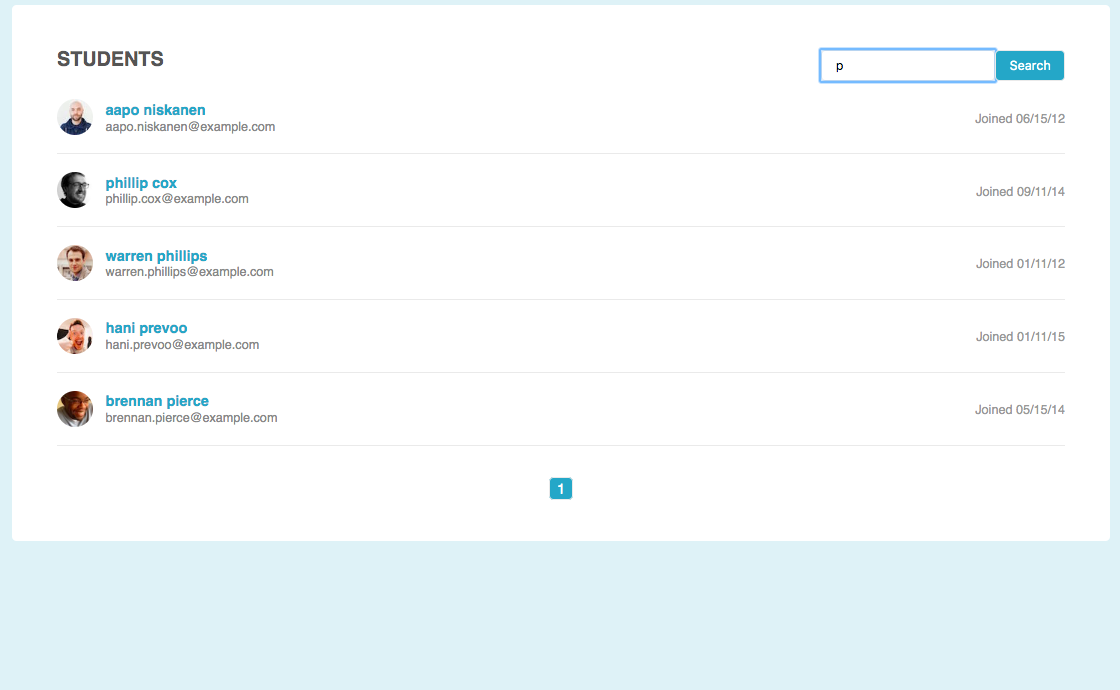 STUDENTS
p
Search
aapo niskanen
aapo.niskanen@example.com
Joined 06/15/12
phillip cox
phillip.cox@example.com
Joined 09/11/14
warren phillips
warren.phillips@example.com
Joined 01/11/12
hani prevoo
hani.prevoo@example.com
Joined 01/11/15
brennan pierce
brennan.pierce@example.com
Joined 05/15/14
1